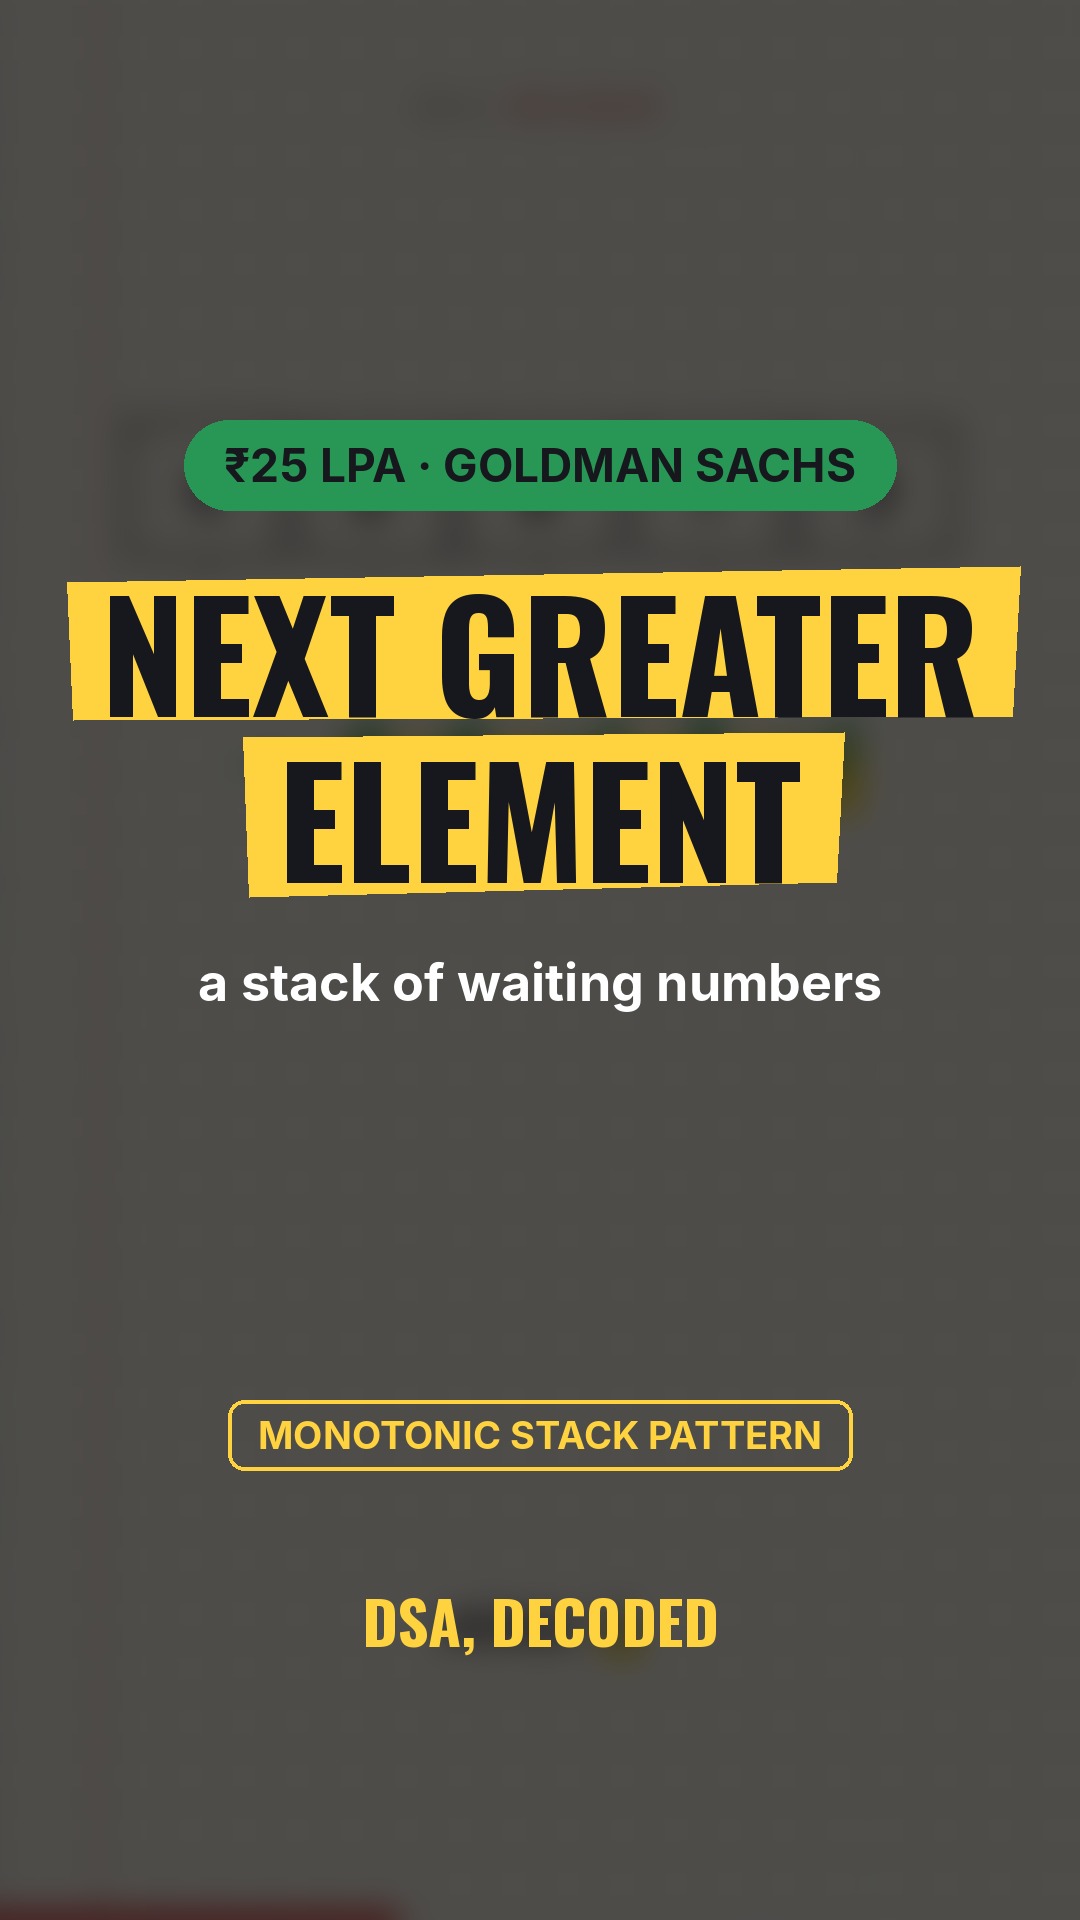 ₹25 LPA · GOLDMAN SACHS
NEXT GREATER
ELEMENT
a stack of waiting numbers
MONOTONIC STACK PATTERN
DSA, DECODED